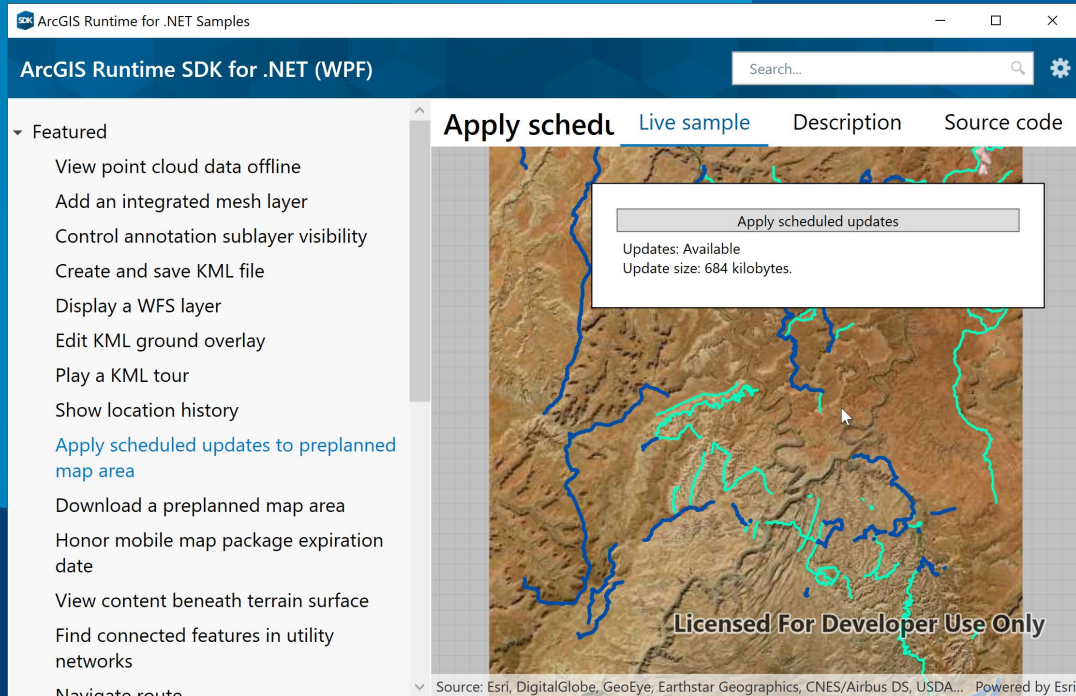 SDK ArcGIS Runtime for .NET Samples
ArcGIS Runtime SDK for .NET (WPF)
Search...
Featured
View point cloud data offline
Add an integrated mesh layer
Control annotation sublayer visibility
Create and save KML file
Display a WFS layer
Edit KML ground overlay
Play a KML tour
Show location history
Apply scheduled updates to preplanned
map area
Download a preplanned map area
Honor mobile map package expiration
date
View content beneath terrain surface
Find connected features in utility
networks
Navigate route
Apply schedu
Live sample
Description
Source code
Apply scheduled updates
Updates: Available
Update size: 684 kilobytes.
Licensed For Developer Use Only
Source: Esri, DigitalGlobe, GeoEye, Earthstar Geographics, CNES/Airbus DS, USDA... Powered by Esri